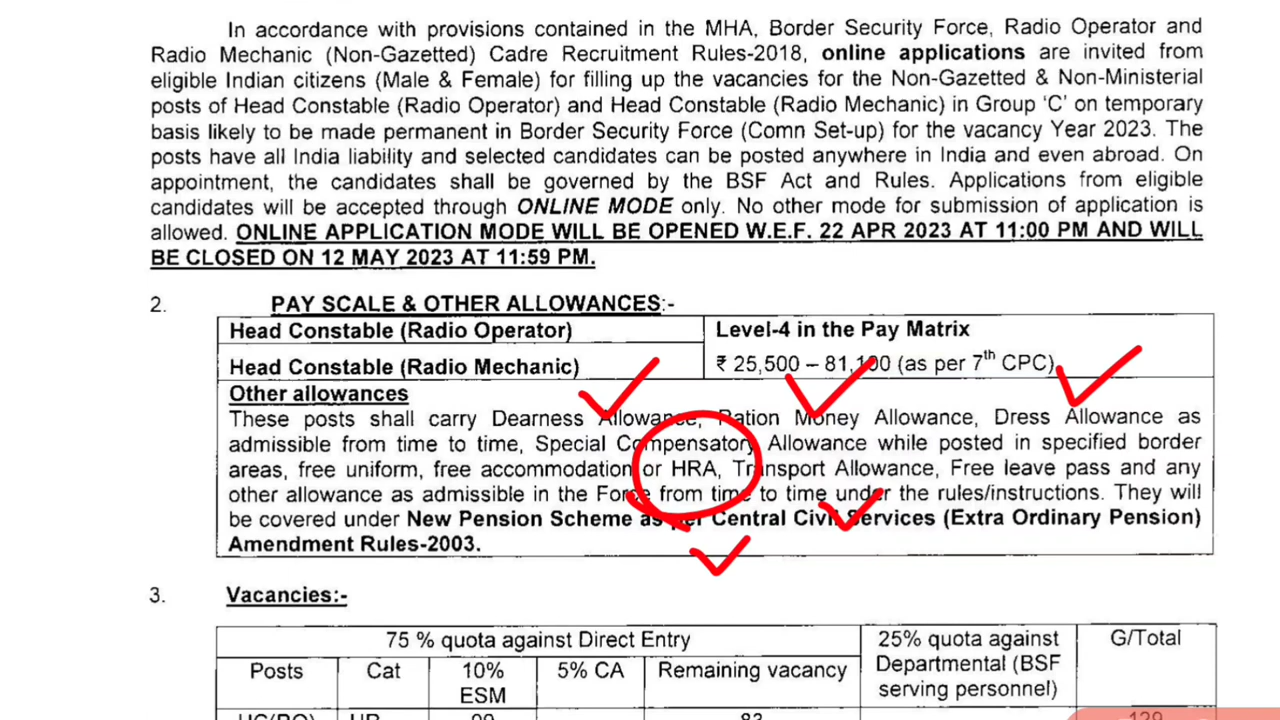 In accordance with provisions contained in the MHA, Border Security Force, Radio Operator and
Radio Mechanic (Non-Gazetted) Cadre Recruitment Rules-2018, online applications are invited from
eligible Indian citizens (Male & Female) for filling up the vacancies for the Non-Gazetted & Non-Ministerial
posts of Head Constable (Radio Operator) and Head Constable (Radio Mechanic) in Group ‘C’ on temporary
basis likely to be made permanent in Border Security Force (Comn Set-up) for the vacancy Year 2023. The
posts have all India liability and selected candidates can be posted anywhere in India and even abroad. On
appointment, the candidates shall be governed by the BSF Act and Rules. Applications from eligible
candidates will be accepted through ONLINE MODE only. No other mode for submission of application is
allowed. ONLINE APPLICATION MODE WILL BE OPENED W.E.F. 22 APR 2023 AT 11:00 PM AND WILL
BE CLOSED ON 12 MAY 2023 AT 11:59 PM.
2. PAY SCALE & OTHER ALLOWANCES:-
Head Constable (Radio Operator)
Head Constable (Radio Mechanic)
Level-4 in the Pay Matrix
₹ 25,500 – 81,100 (as per 7th CPC)
Other allowances
These posts shall carry Dearness Allowance, Ration Money Allowance, Dress Allowance as
admissible from time to time, Special Compensatory Allowance while posted in specified border
areas, free uniform, free accommodation or HRA, Transport Allowance, Free leave pass and any
other allowance as admissible in the Force from time to time under the rules/instructions. They will
be covered under New Pension Scheme as per Central Civil Services (Extra Ordinary Pension)
Amendment Rules-2003.
3. Vacancies:-
75 % quota against Direct Entry
25% quota against
Departmental (BSF
serving personnel)
G/Total
Posts Cat 10%
ESM
5% CA Remaining vacancy